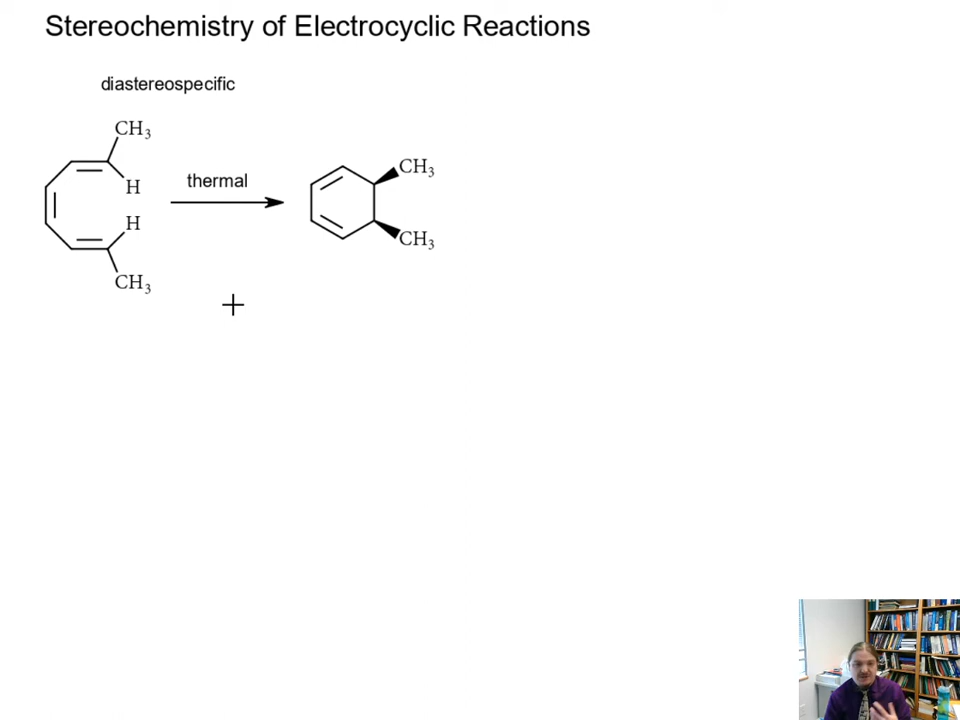 Stereochemistry of Electrocyclic Reactions
diastereospecific
CH3
H
H
CH3
thermal
CH3
CH3
+